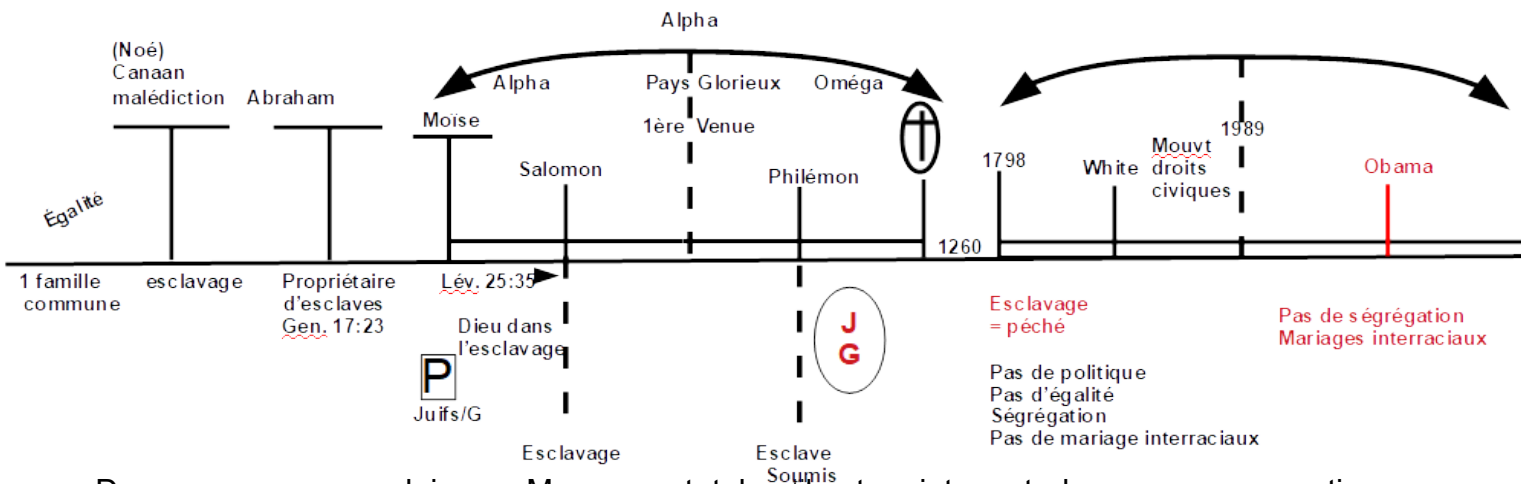 Alpha
(Noé)
Canaan
malédiction
Abraham
Alpha
Pays Glorieux
Oméga
Moïse
1ère Venue
1989
Mouvt
droits
civiques
1798
White
Obama
Salomon
Philémon
Égalité
1260
1 famille
commune
esclavage
Propriétaire
d'esclaves
Gen. 17:23
Lév. 25:35
Dieu dans
l'esclavage
P
Juifs/G
J
G
Esclavage
= péché
Pas de politique
Pas d'égalité
Ségrégation
Pas de mariage interraciaux
Pas de ségrégation
Mariages interraciaux
Esclavage
Esclave
Soumis